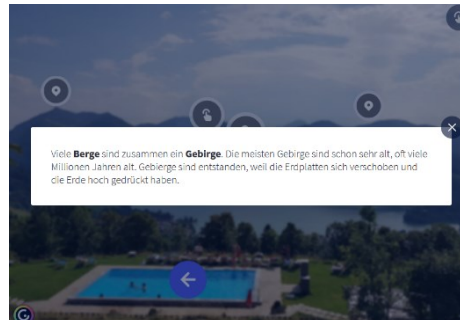 Viele Berge sind zusammen ein Gebirge. Die meisten Gebirge sind schon sehr alt, oft viele
Millionen Jahren alt. Gebierge sind entstanden, weil die Erdplatten sich verschoben und
die Erde hoch gedrückt haben.